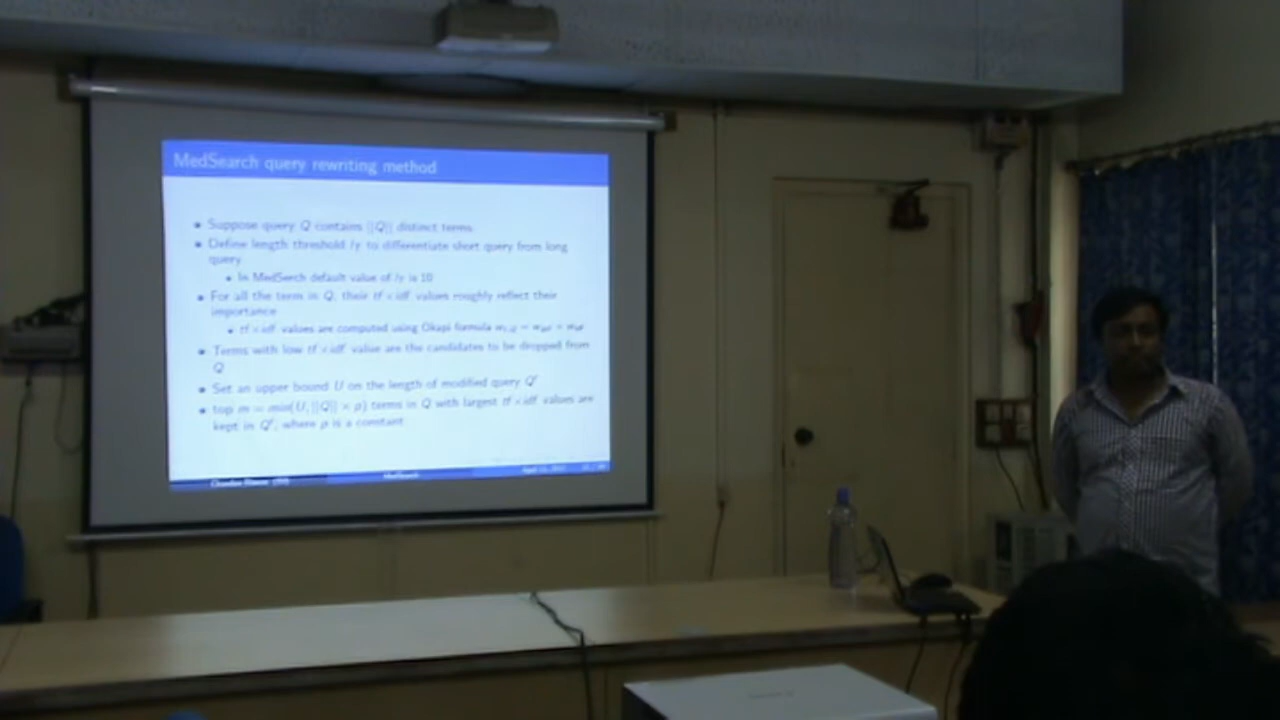 MedSearch query rewriting method
• Suppose query Q contains ||Q|| distinct terms
• Define length threshold l_T to differentiate short query from long
query
• In MedSerch default value of l_T is 10
• For all the term in Q, their tf×idf values roughly reflect their
importance
• tf×idf values are computed using Okapi formula
• Terms with low tf×idf value are the candidates to be dropped from
Q
• Set an upper bound U on the length of modified query Q'
• top m = min(U, ||Q|| × ρ) terms in Q with largest tf×idf values are
kept in Q', where ρ is a constant
MedSearch